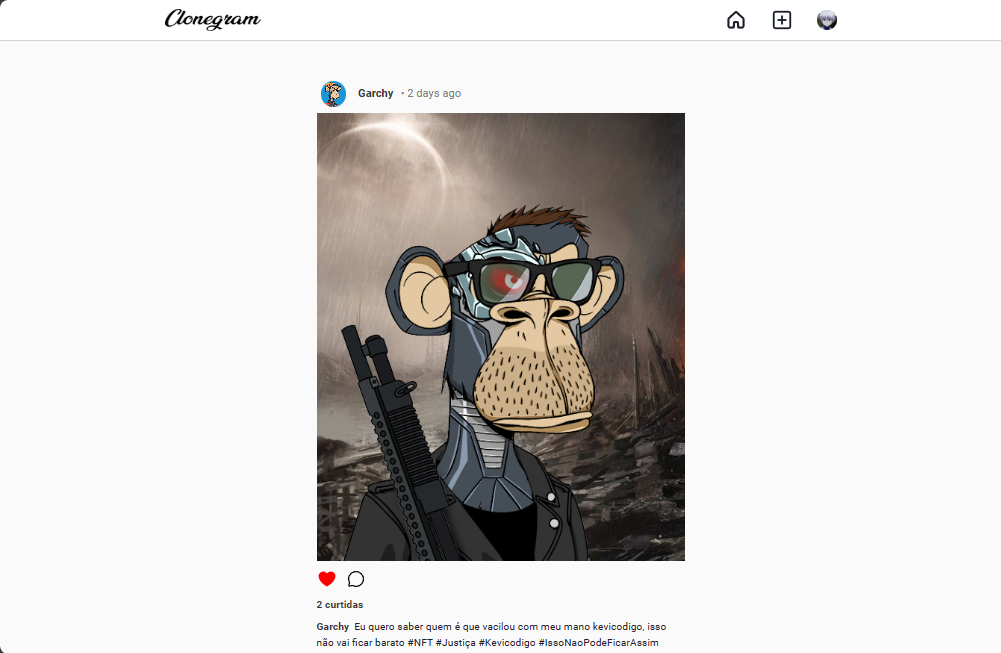 Clonegram
Garchy • 2 days ago
2 curtidas
Garchy Eu quero saber quem é que vacilou com meu mano kevicodigo, isso
não vai ficar barato #NFT #Justiça #Kevicodigo #IssoNaoPodeFicarAssim